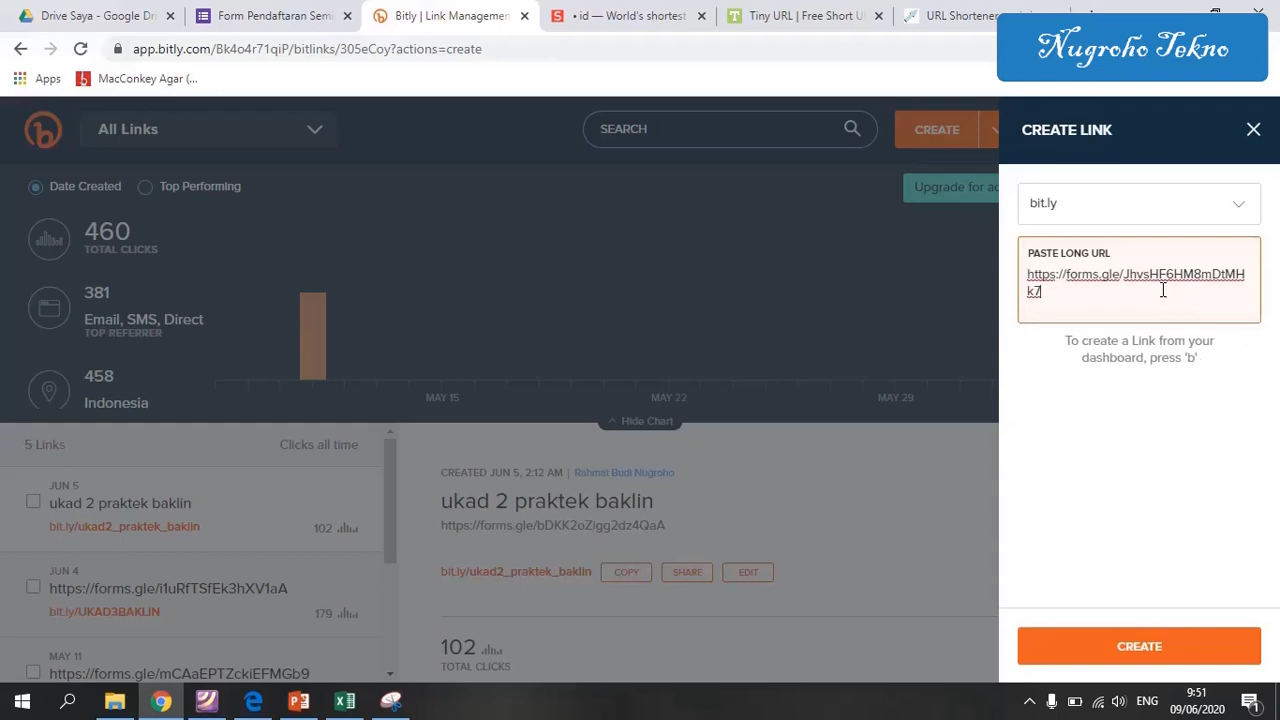 Drive Saya - Google Dri
Form Pendaftaran Semi
Bitly | Link Management
• id — World's shortest
Tiny URL | Free Short U
URL Shortener
app.bitly.com/Bk4o4r71qiP/bitlinks/305eCoy?actions=create
Apps
MacConkey Agar (...
Nugroho Tekno
All Links
SEARCH
CREATE
CREATE LINK
Date Created
Top Performing
Upgrade for
460
TOTAL CLICKS
381
Email, SMS, Direct
TOP REFERRER
458
Indonesia
MAY 15
MAY 22
MAY 29
Hide Chart
bit.ly
PASTE LONG URL
https://forms.gle/JhvsHF6HM8mDtMH
k7
To create a Link from your
dashboard, press 'b'
5 Links
Clicks all time
JUN 5
ukad 2 praktek baklin
bit.ly/ukad2_praktek_baklin
102
JUN 4
https://forms.gle/i1uRfTSfEk3hXV1aA
bit.ly/UKAD3BAKLIN
179
MAY 11
https://forms.gle/mCAaEPTZckiEFMGb9
CREATED JUN 5, 2:12 AM | Rahmat Budi Nugroho
ukad 2 praktek baklin
https://forms.gle/bDKK2oZigg2dz4QaA
bit.ly/ukad2_praktek_baklin
COPY
SHARE
EDIT
102
TOTAL CLICKS
CREATE
ENG
9:51
09/06/2020
1